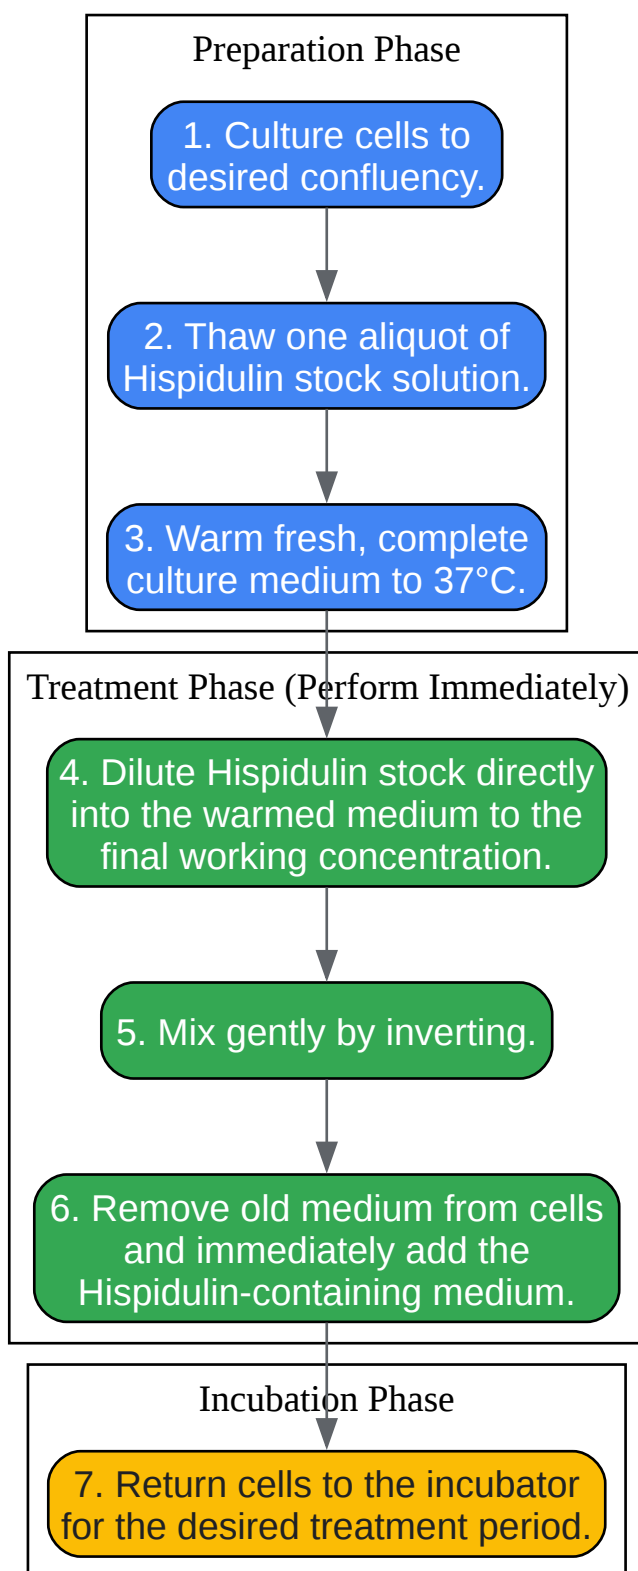 Preparation Phase
1. Culture cells to
desired confluency.
2. Thaw one aliquot of
Hispidulin stock solution.
3. Warm fresh, complete
culture medium to 37°C.
Treatment Phase (Perform Immediately)
4. Dilute Hispidulin stock directly
into the warmed medium to the
final working concentration.
5. Mix gently by inverting.
6. Remove old medium from cells
and immediately add the
Hispidulin-containing medium.
Incubation Phase
7. Return cells to the incubator
for the desired treatment period.